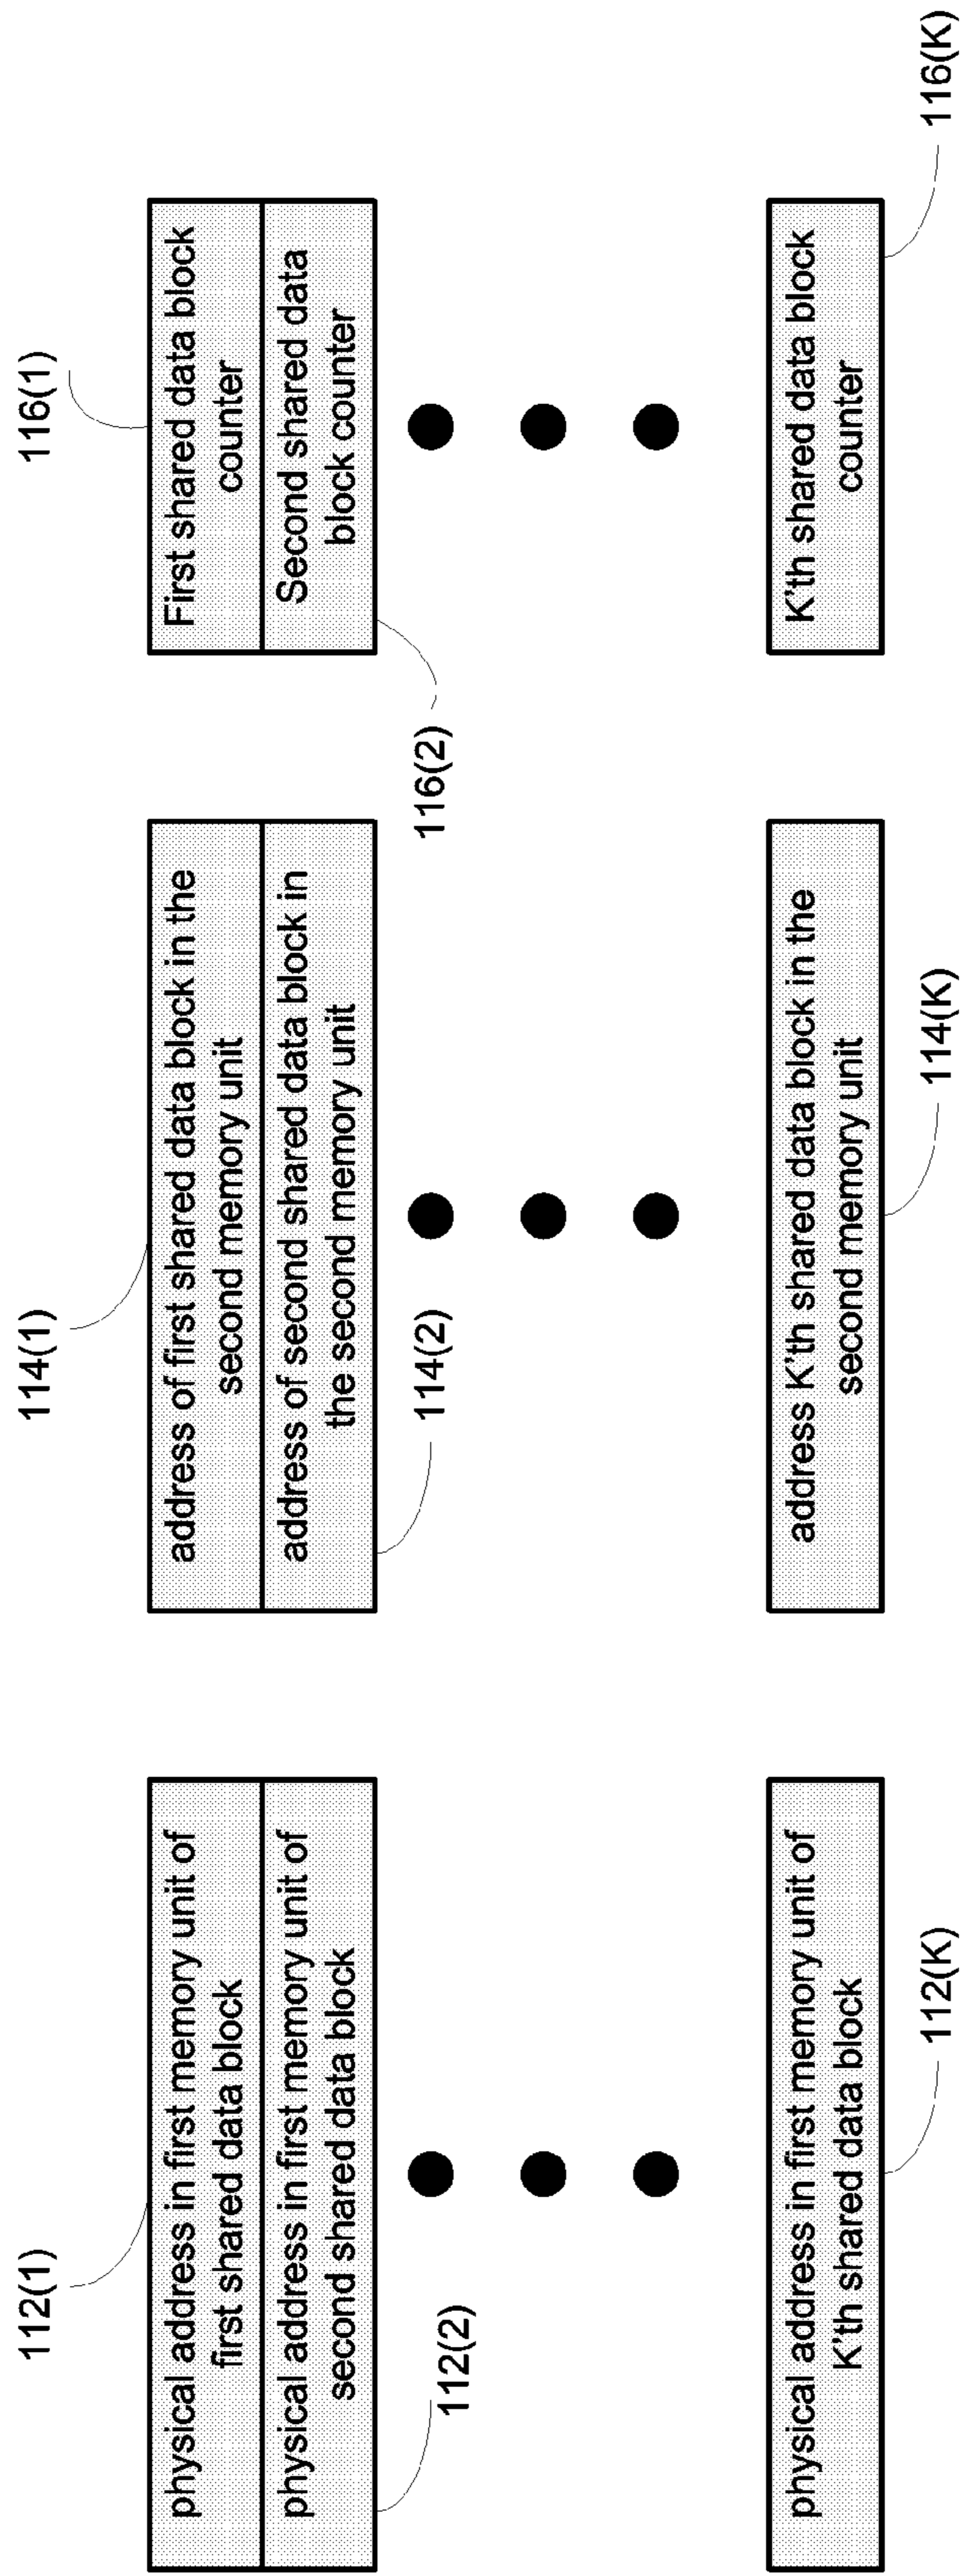 112(1)
physical address in first memory unit of
first shared data block
physical address in first memory unit of
second shared data block
112(2)
physical address in first memory unit of
K'th shared data block
112(K)
114(1)
address of first shared data block in the
second memory unit
address of second shared data block in
the second memory unit
114(2)
address K'th shared data block in the
second memory unit
114(K)
116(1)
First shared data block
counter
Second shared data
block counter
116(2)
K'th shared data block
counter
116(K)